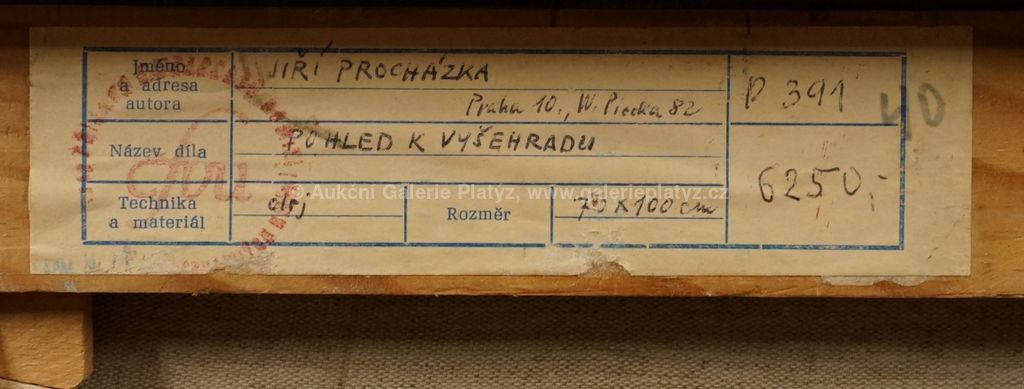 Jméno
a adresa
autora
JIŘÍ PROCHÁZKA
Praha 10., W. Piecka 82
P 391
40
Název díla
POHLED K VYŠEHRADU
© Aukční Galerie Platýz, www.galerieplatyz.cz
6250,-
Technika
a materiál
olej
Rozměr
70 x 100 cm